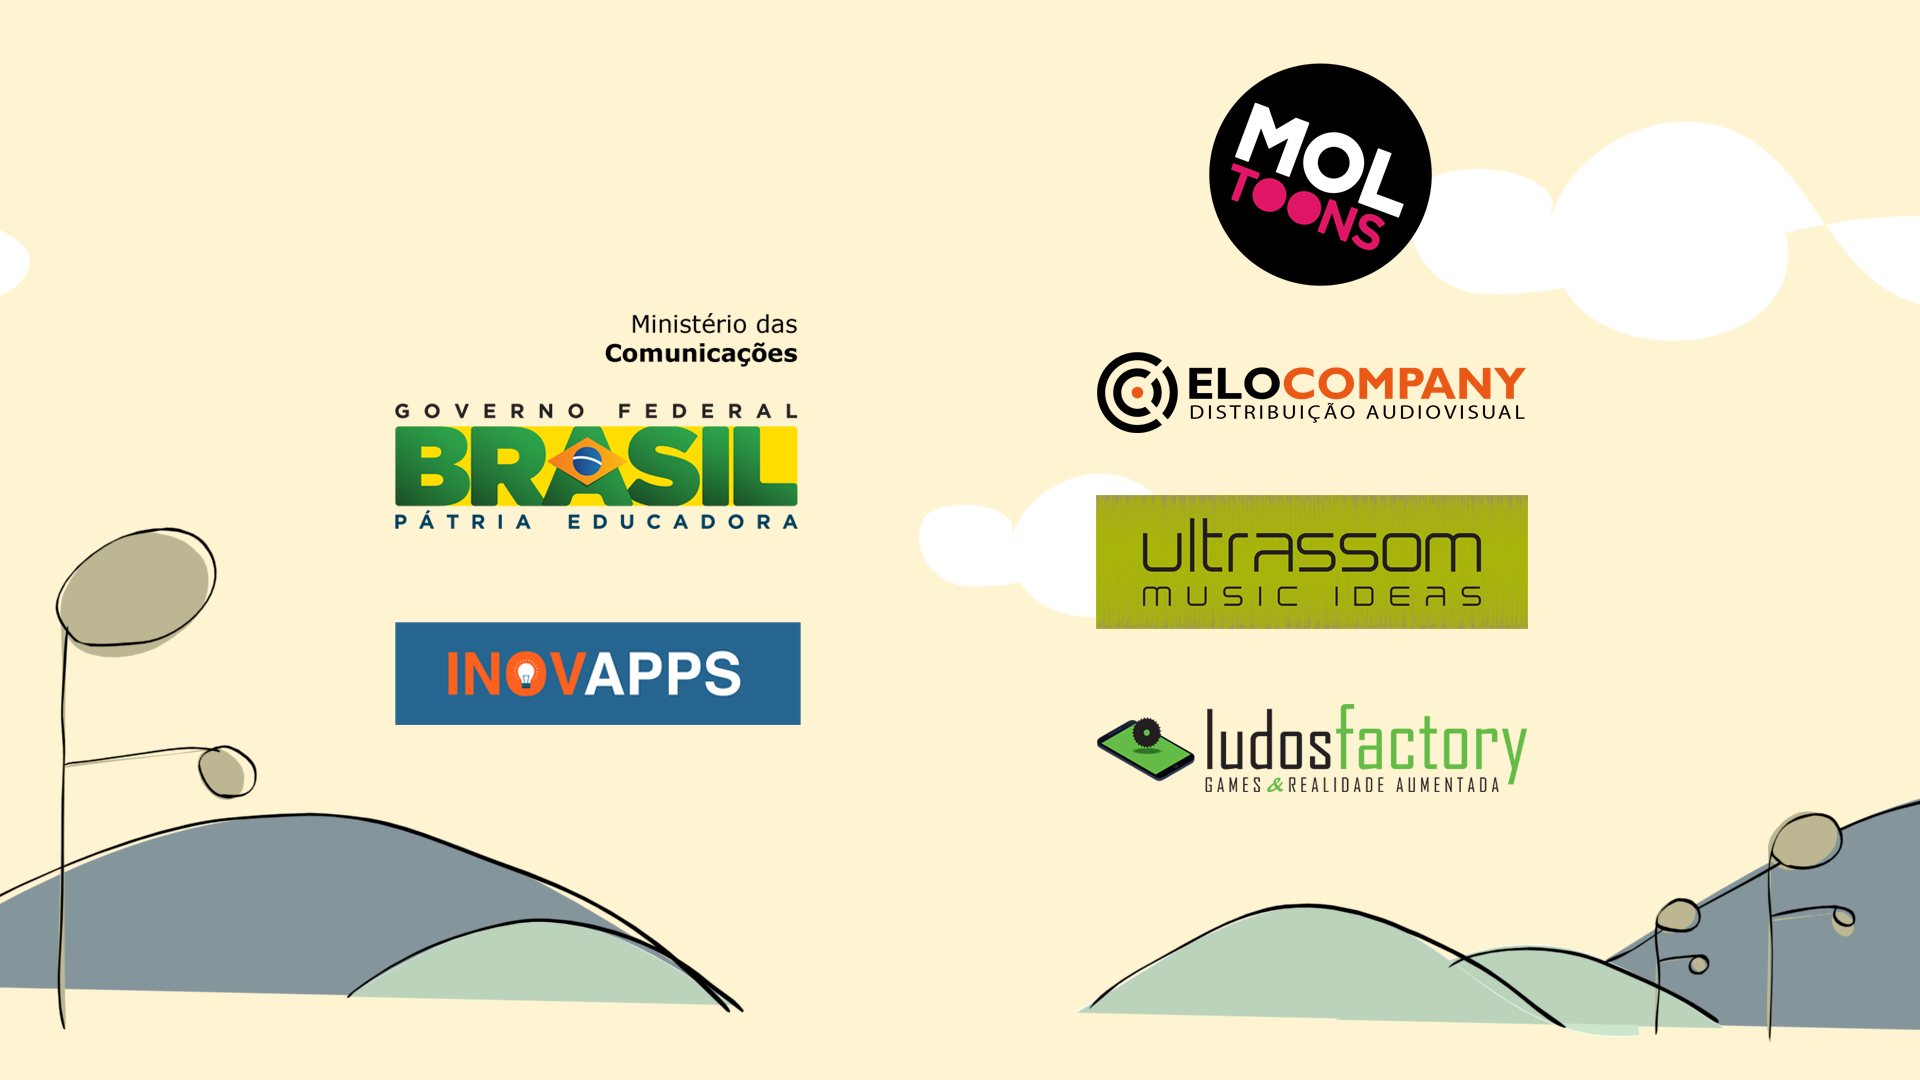 Ministério das
Comunicações
GOVERNO FEDERAL
BRASIL
PÁTRIA EDUCADORA
INOVAPPS
MOL
TOONS
ELOCOMPANY
DISTRIBUIÇÃO AUDIOVISUAL
ultrassom
MUSIC IDEAS
ludosfactory
GAMES & REALIDADE AUMENTADA